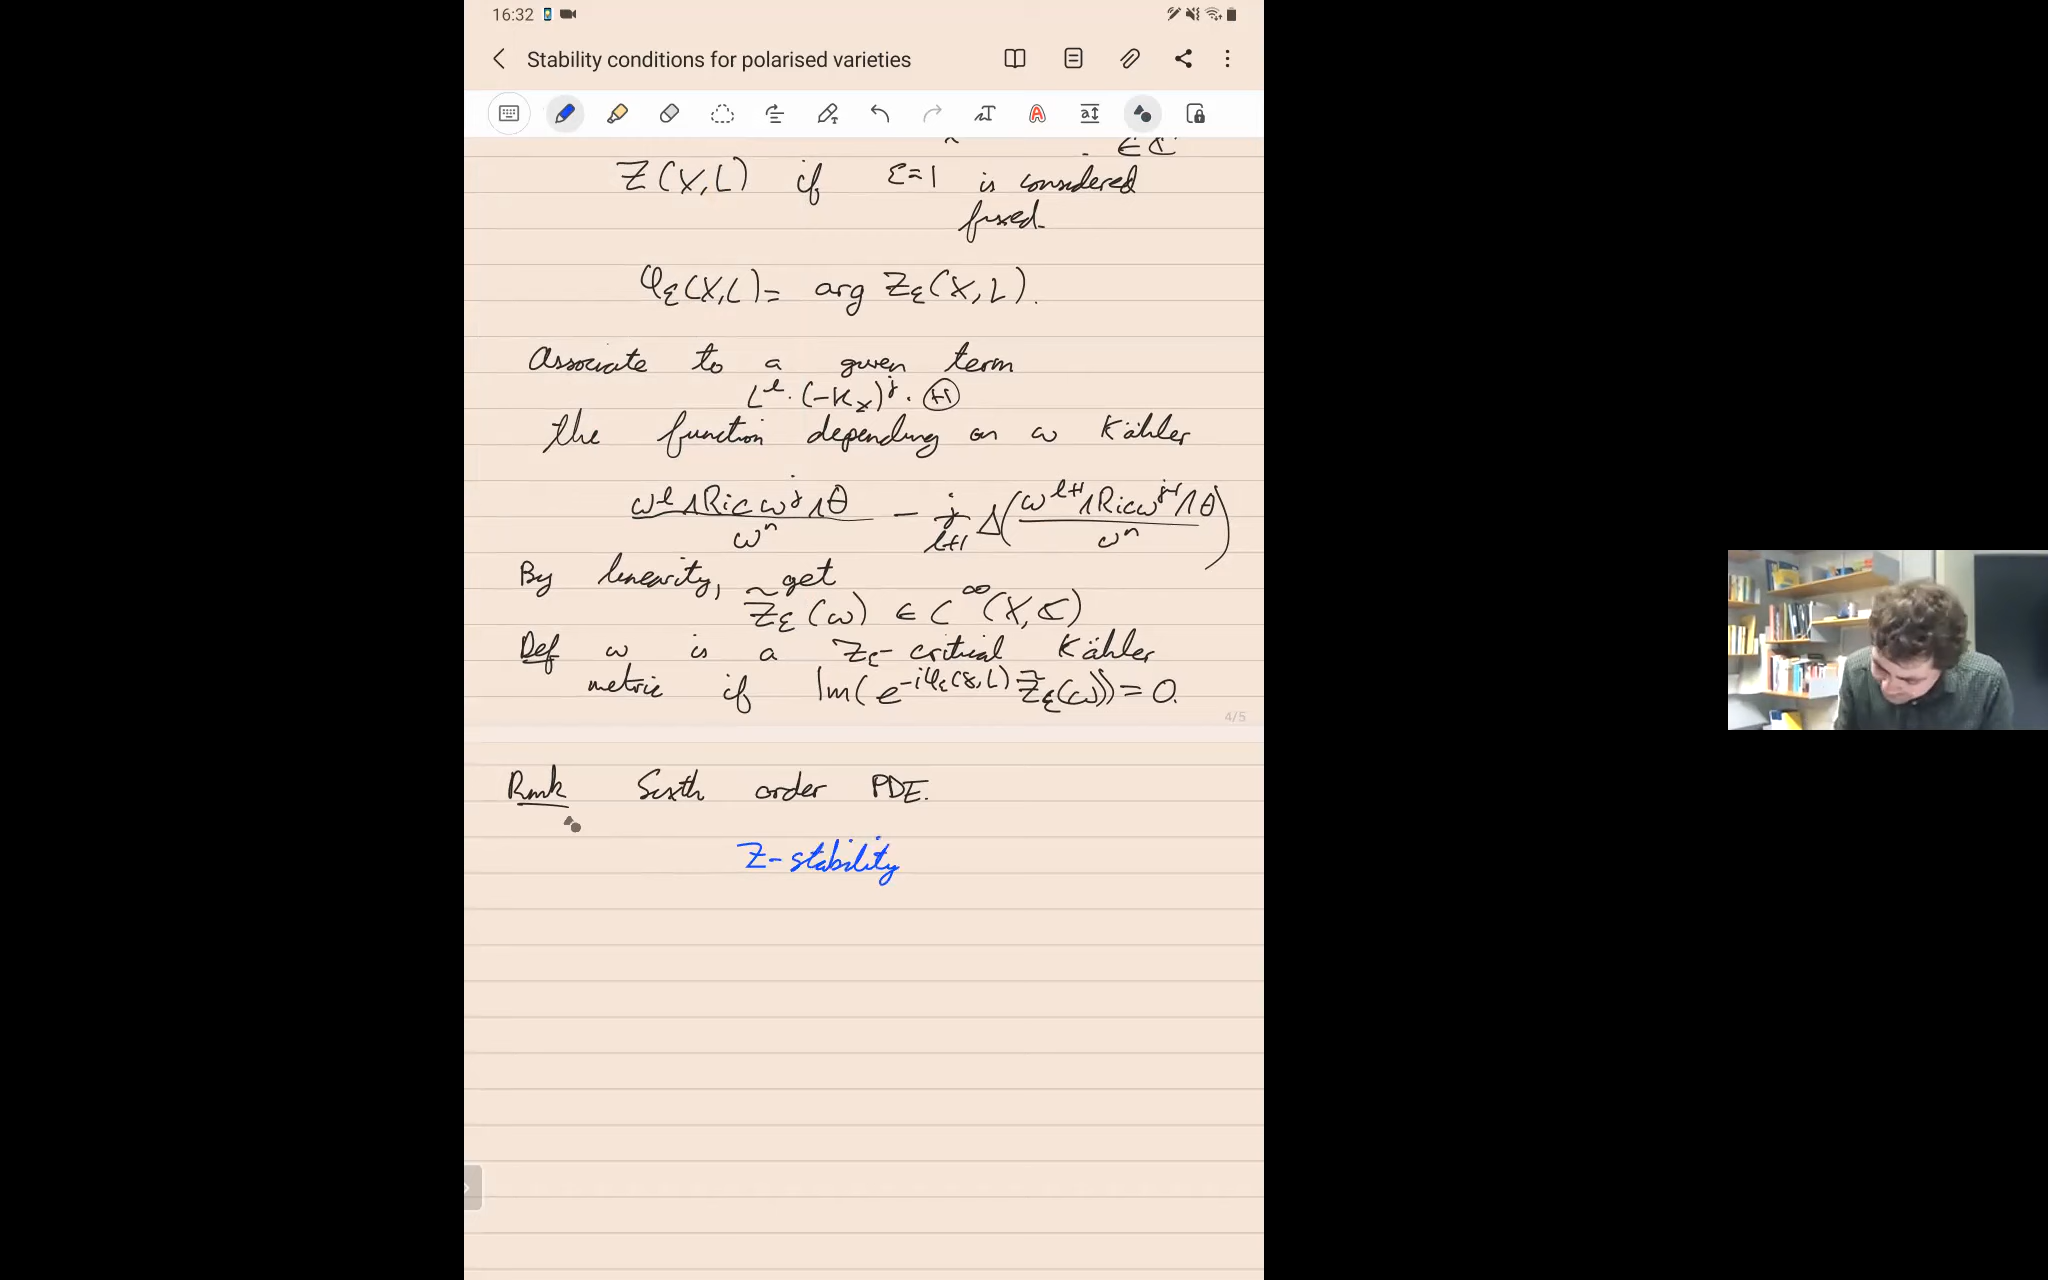 16:32
Stability conditions for polarised varieties
∈ ℂ
Z(X,L) if ε=1 is considered
fixed.
φ_ε(X,L) = arg Z_ε(X,L).
Associate to a given term
L^l · (-K_X)^j · Θ
the function depending on ω Kähler
(ω^l ∧ Ric ω^j ∧ θ)/ω^n − j/(l+1) Δ((ω^{l+1} ∧ Ric ω^{j-1} ∧ θ)/ω^n)
By linearity, get
Z̃_ε(ω) ∈ C^∞(X,ℂ)
Def ω is a Z_ε-critical Kähler
metric if Im(e^{-iφ_ε(X,L)} Z̃_ε(ω)) = 0.
4/5
Rmk Sixth order PDE.
Z-stability